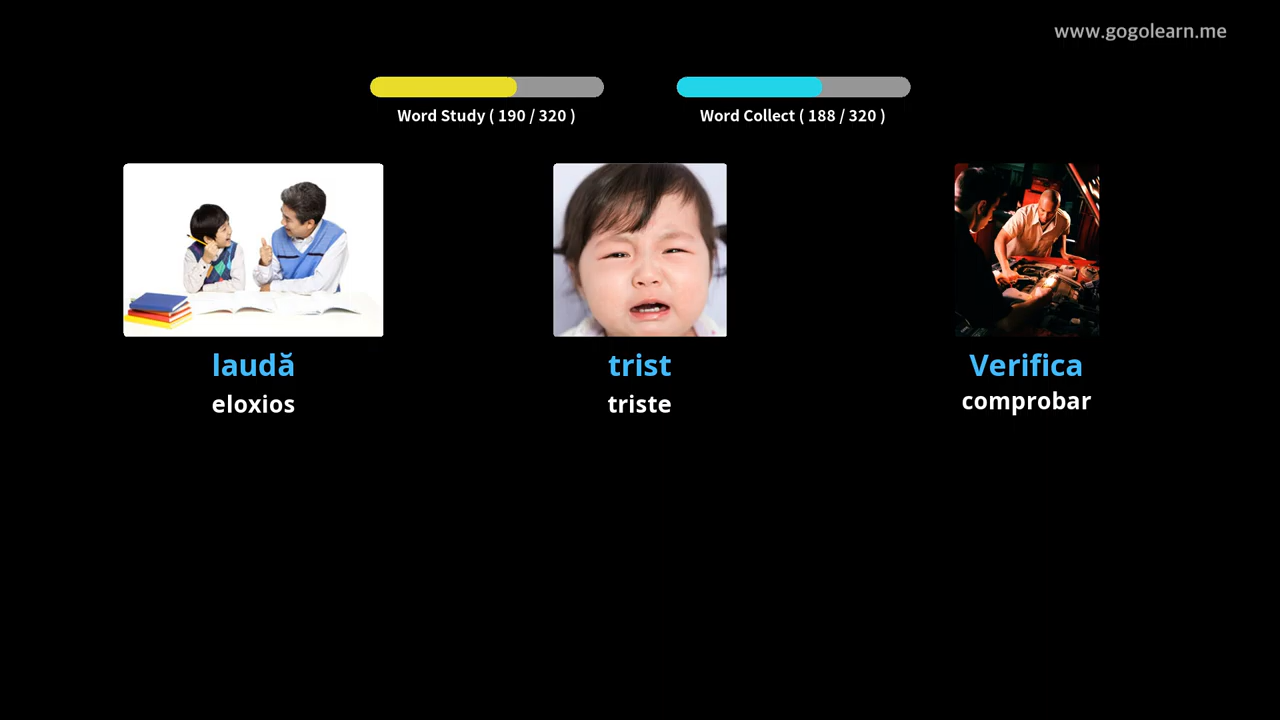 www.gogolearn.me
Word Study ( 190 / 320 )
Word Collect ( 188 / 320 )
laudă
eloxios
trist
triste
Verifica
comprobar